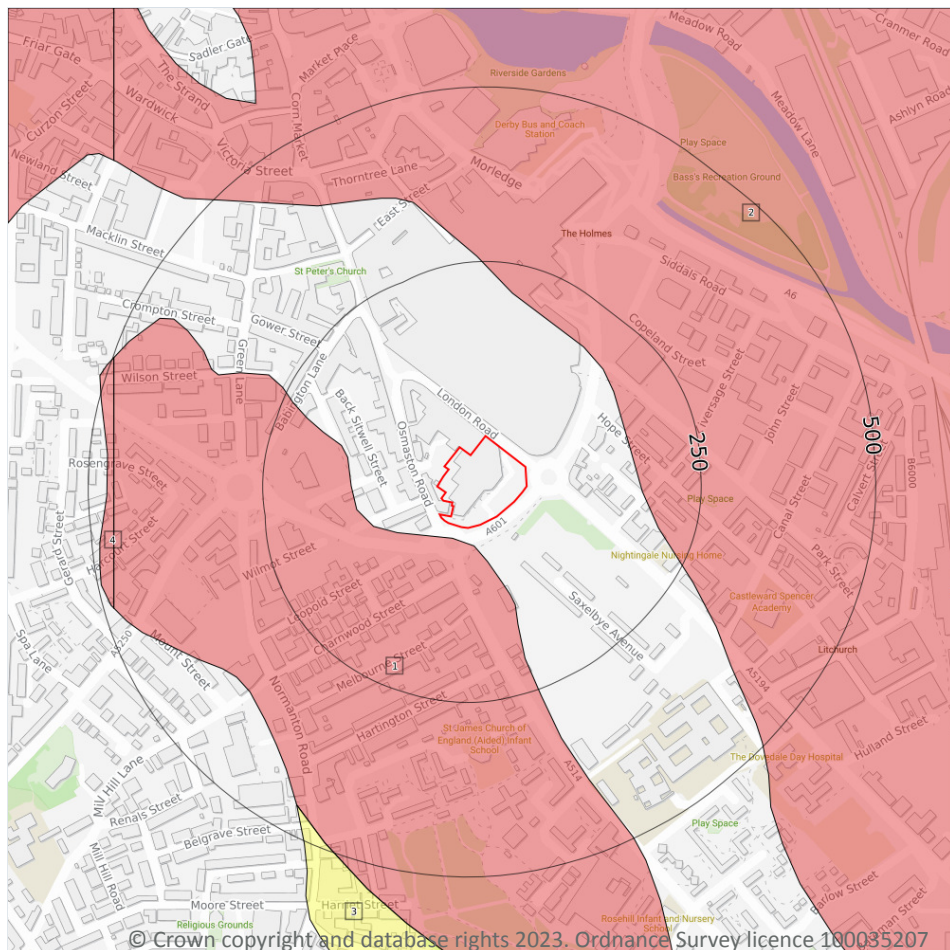 Sadler Gate
Friar Gate
The Strand
Market Place
Meadow Road
Cranmer Road
Curzon Street
Wardwick
Corn Market
Riverside Gardens
Meadow Lane
Ashlyn Road
Newland Street
Victoria Street
Thorntree Lane
Morledge
Derby Bus and Coach
Station
Play Space
Bass's Recreation Ground
2
East Street
The Holmes
Macklin Street
St Peter's Church
Siddals Road
A6
Crompton Street
Gower Street
Green Lane
Copeland Street
Wilson Street
Babington Lane
Back Sitwell Street
Osmaston Road
London Road
Hope Street
John Street
250
500
Rosengrave Street
Calvert Street
B6000
Play Space
Canal Street
Gerard Street
Harcourt Street
4
A601
Park Street
Wilmot Street
Nightingale Nursing Home
Leopold Street
Charnwood Street
Saxelbye Avenue
Castleward Spencer
Academy
Spa Lane
A5250
Mount Street
Melbourne Street
1
Litchurch
A5194
Normanton Road
Hartington Street
St James Church of
England (Aided) Infant
School
A514
The Dovedale Day Hospital
Hulland Street
Mill Hill Lane
Renals Street
Belgrave Street
Mill Hill Road
Play Space
Moore Street
Harriet Street
3
Religious Grounds
Rosehill Infant and Nursery
School
Barlow Street
© Crown copyright and database rights 2023. Ordnance Survey licence 100035207